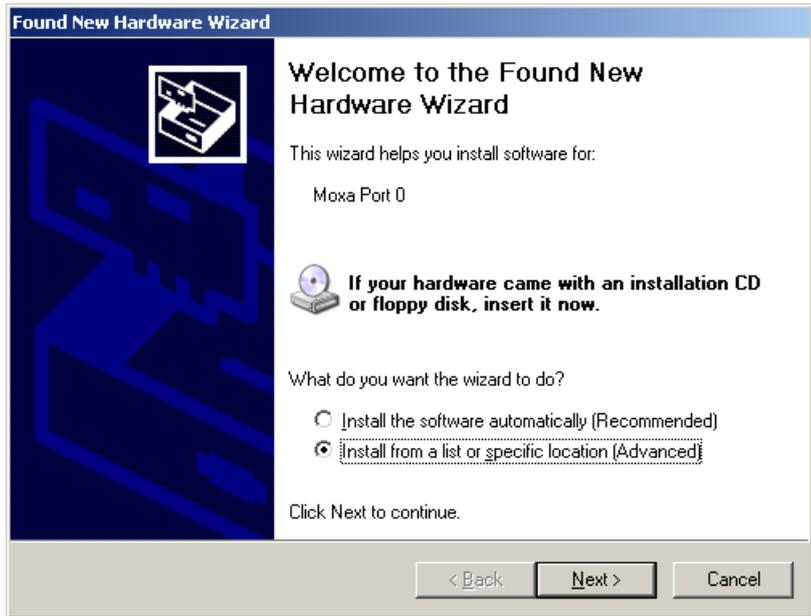 Found New Hardware Wizard
Welcome to the Found New
Hardware Wizard
This wizard helps you install software for:
Moxa Port 0
If your hardware came with an installation CD
or floppy disk, insert it now.
What do you want the wizard to do?
Install the software automatically (Recommended)
Install from a list or specific location (Advanced)
Click Next to continue.
< Back Next > Cancel